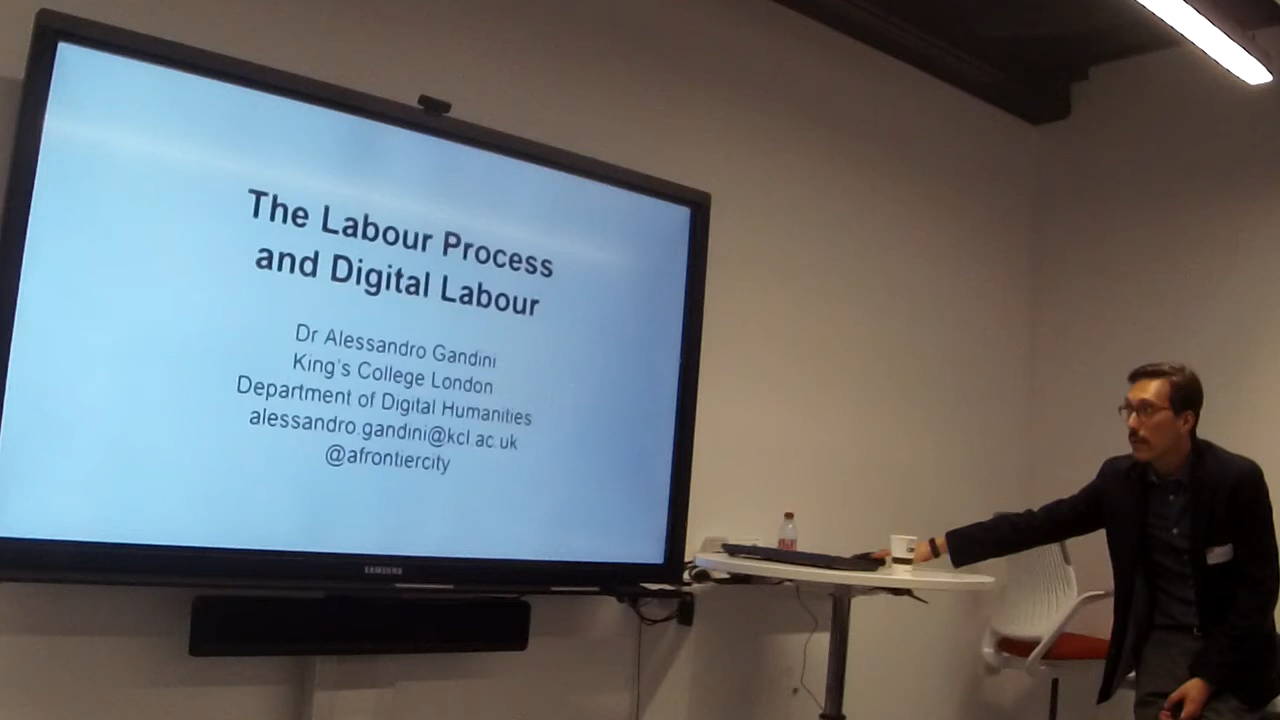 The Labour Process
and Digital Labour
Dr Alessandro Gandini
King's College London
Department of Digital Humanities
alessandro.gandini@kcl.ac.uk
@afrontiercity
SAMSUNG